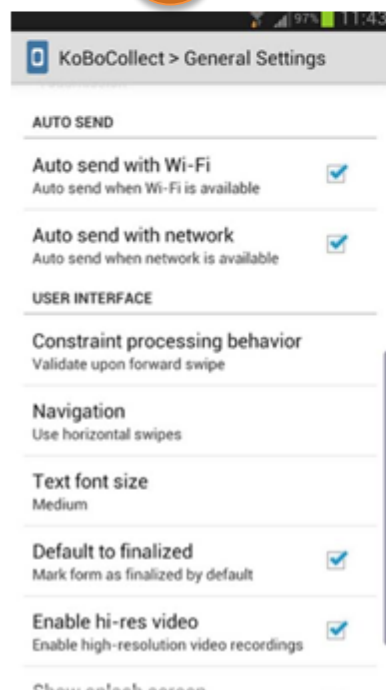 97% 11:43
KoBoCollect > General Settings
AUTO SEND
Auto send with Wi-Fi
Auto send when Wi-Fi is available
Auto send with network
Auto send when network is available
USER INTERFACE
Constraint processing behavior
Validate upon forward swipe
Navigation
Use horizontal swipes
Text font size
Medium
Default to finalized
Mark form as finalized by default
Enable hi-res video
Enable high-resolution video recordings
Show splash screen